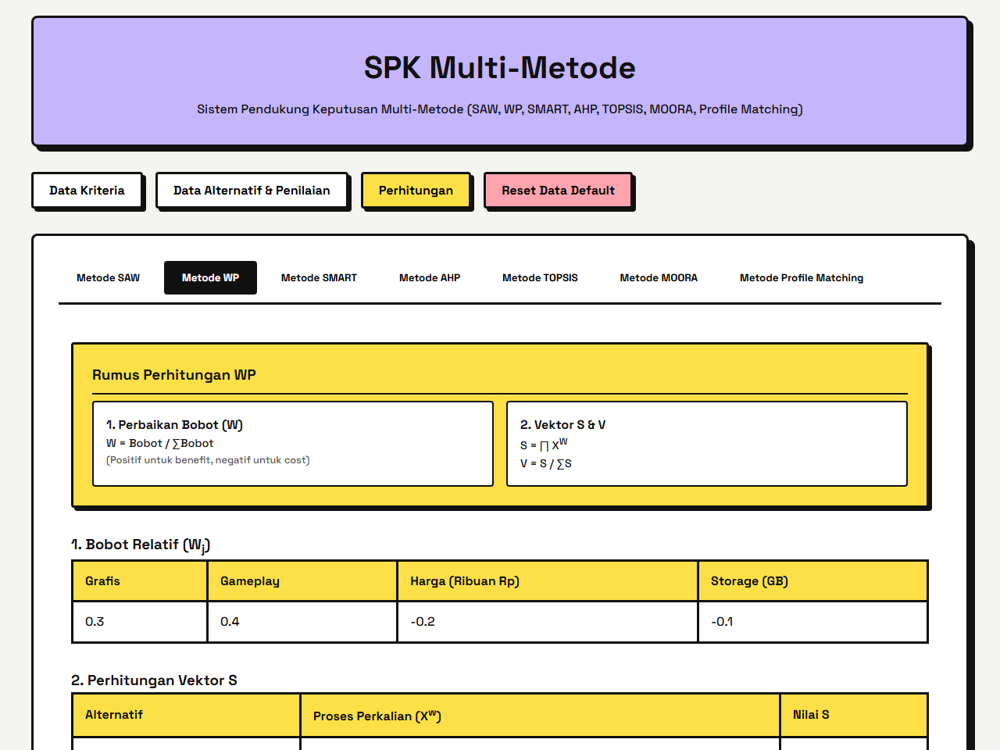 SPK Multi-Metode
Sistem Pendukung Keputusan Multi-Metode (SAW, WP, SMART, AHP, TOPSIS, MOORA, Profile Matching)
Data Kriteria
Data Alternatif & Penilaian
Perhitungan
Reset Data Default
Metode SAW
Metode WP
Metode SMART
Metode AHP
Metode TOPSIS
Metode MOORA
Metode Profile Matching
Rumus Perhitungan WP
1. Perbaikan Bobot (W)
W = Bobot / ∑Bobot
(Positif untuk benefit, negatif untuk cost)
2. Vektor S & V
S = ∏ X^W
V = S / ∑S
1. Bobot Relatif (W_j)
Grafis
Gameplay
Harga (Ribuan Rp)
Storage (GB)
0.3
0.4
-0.2
-0.1
2. Perhitungan Vektor S
Alternatif
Proses Perkalian (X^w)
Nilai S